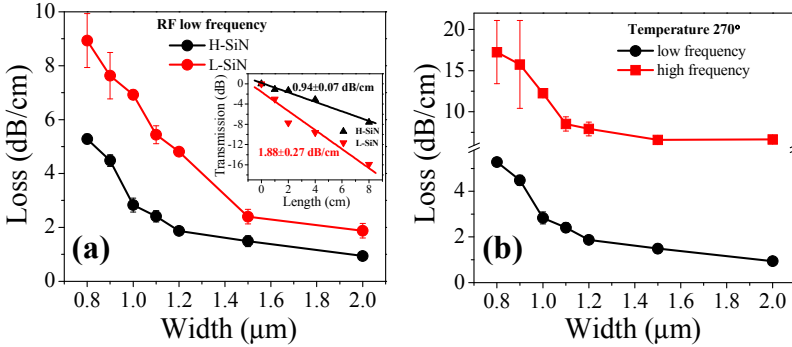 RF low frequency
H-SiN
L-SiN
10
8
6
4
2
0
Loss (dB/cm)
0.8 1.0 1.2 1.4 1.6 1.8 2.0
Width (μm)
(a)
0.94±0.07 dB/cm
1.88±0.27 dB/cm
H-SiN
L-SiN
Transmission (dB)
0
-4
-8
-12
-16
0 2 4 6 8
Length (cm)
Temperature 270°
low frequency
high frequency
20
15
10
4
2
0
Loss (dB/cm)
0.8 1.0 1.2 1.4 1.6 1.8 2.0
Width (μm)
(b)